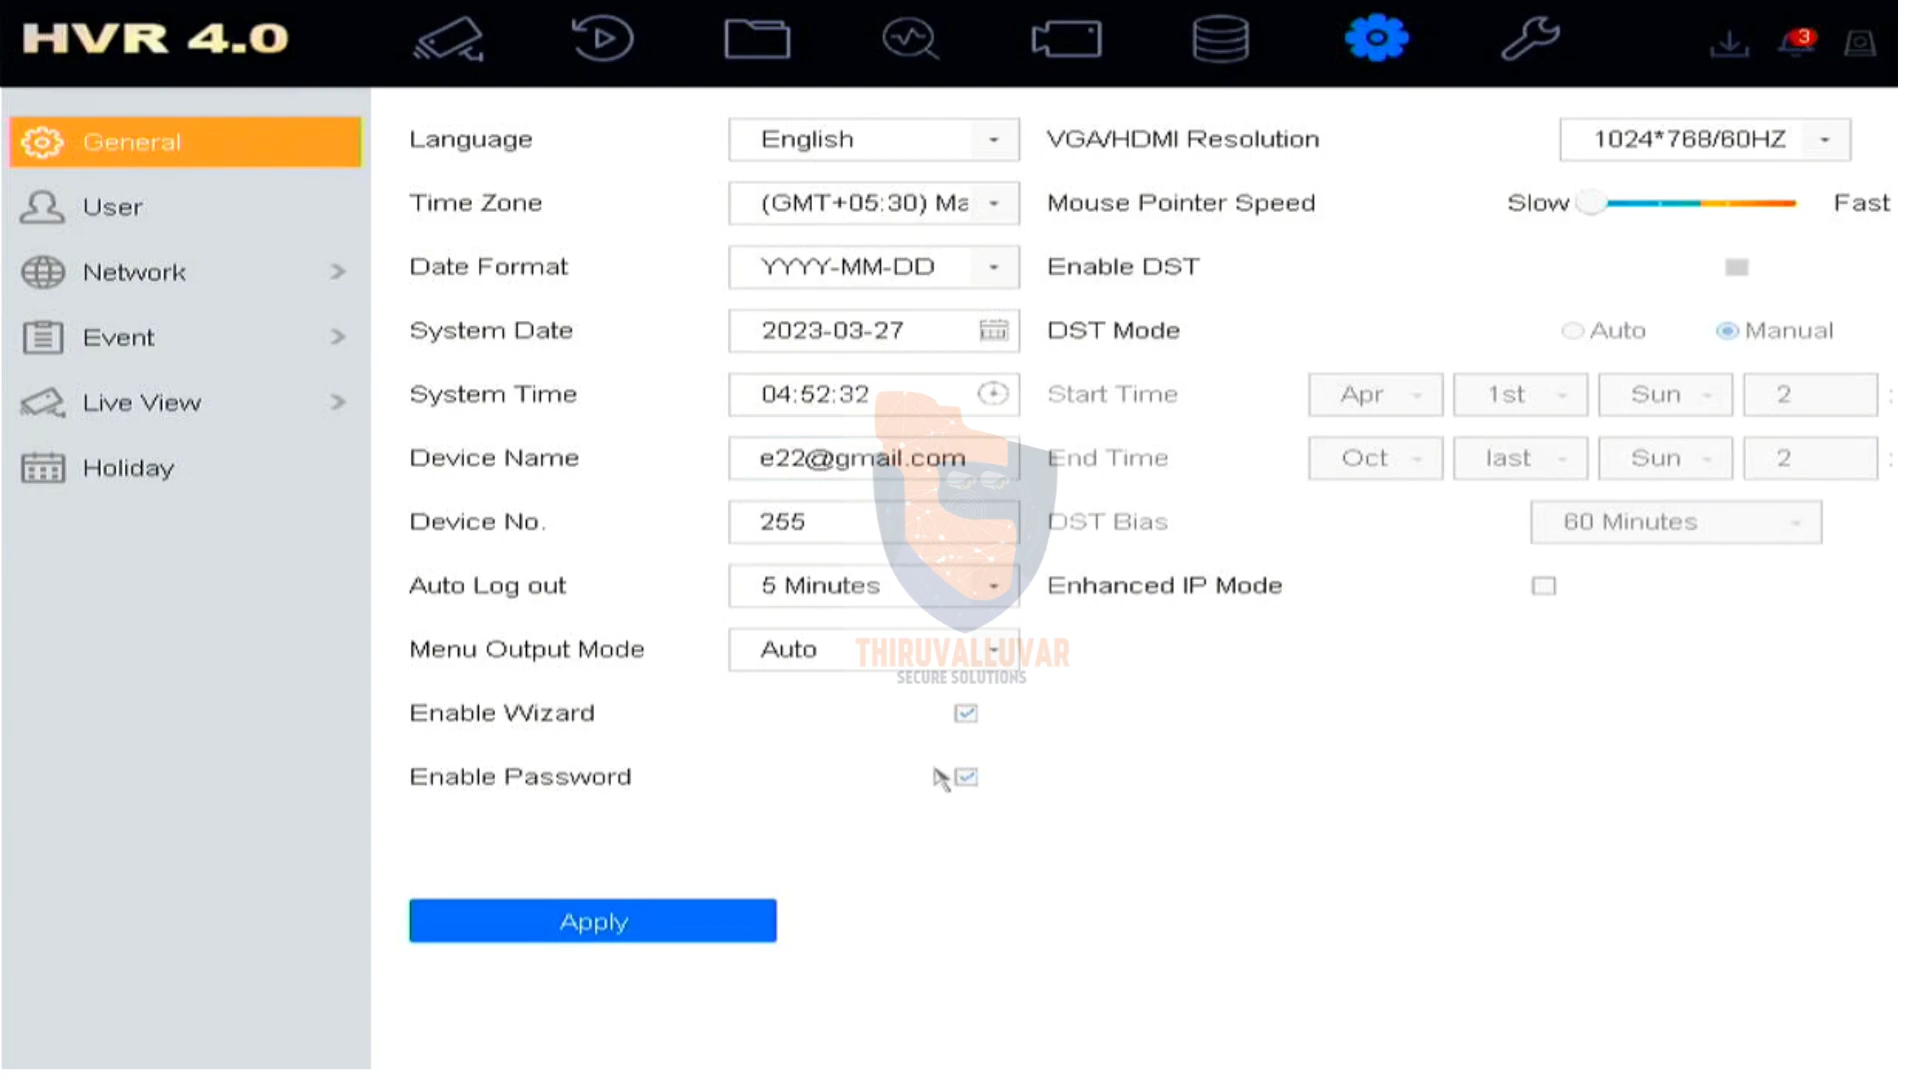 HVR 4.0
3
General
User
Network
Event
Live View
Holiday
Language English
Time Zone (GMT+05:30) Ma
Date Format YYYY-MM-DD
System Date 2023-03-27
System Time 04:52:32
Device Name e22@gmail.com
Device No. 255
Auto Log out 5 Minutes
Menu Output Mode Auto
Enable Wizard
Enable Password
Apply
VGA/HDMI Resolution 1024*768/60HZ
Mouse Pointer Speed Slow Fast
Enable DST
DST Mode Auto Manual
Start Time Apr 1st Sun 2 :
End Time Oct last Sun 2 :
DST Bias 60 Minutes
Enhanced IP Mode
THIRUVALLUVAR
SECURE SOLUTIONS